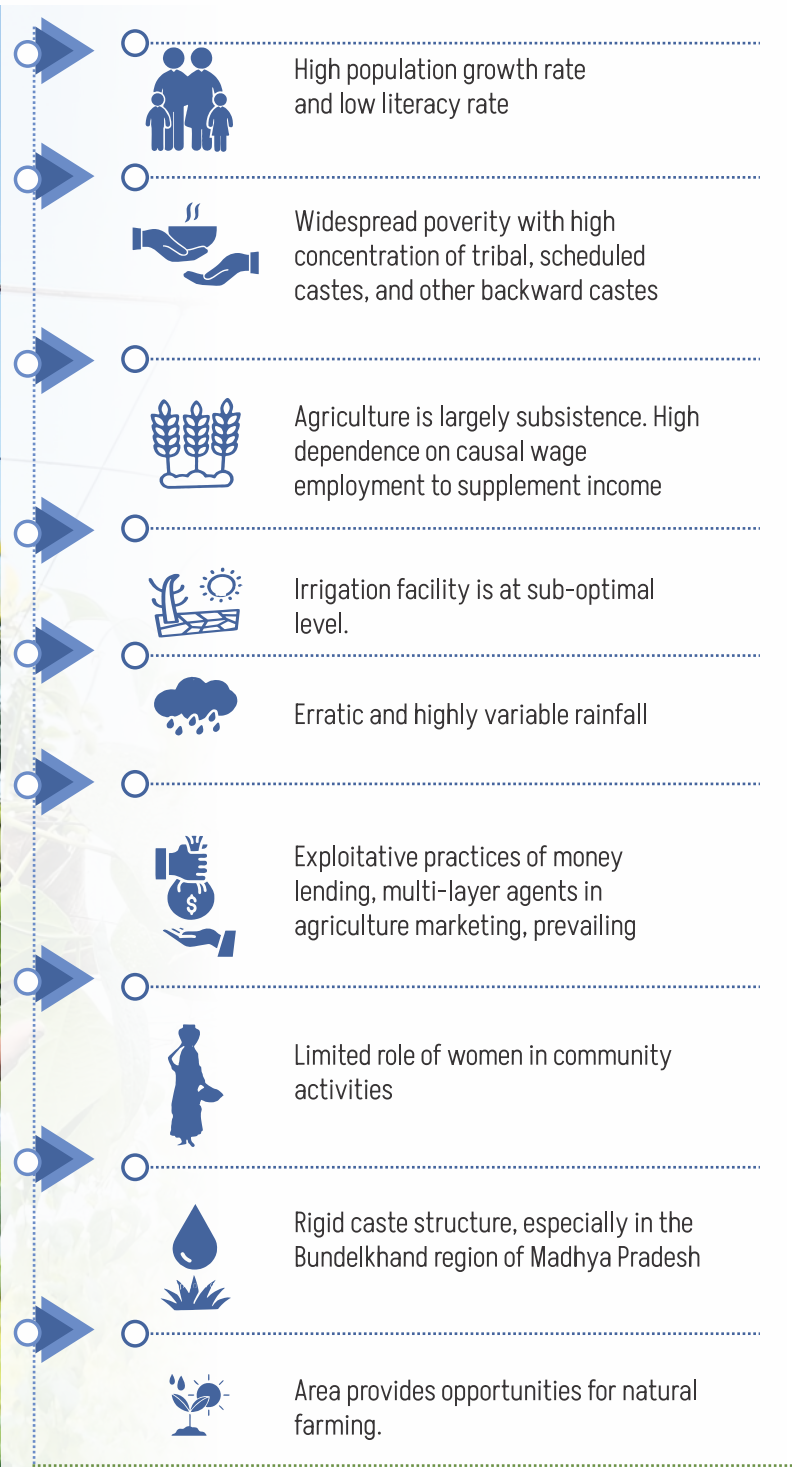 High population growth rate
and low literacy rate
Widespread poverty with high
concentration of tribal, scheduled
castes, and other backward castes
Agriculture is largely subsistence. High
dependence on causal wage
employment to supplement income
Irrigation facility is at sub-optimal
level.
Erratic and highly variable rainfall
$
Exploitative practices of money
lending, multi-layer agents in
agriculture marketing, prevailing
Limited role of women in community
activities
Rigid caste structure, especially in the
Bundelkhand region of Madhya Pradesh
Area provides opportunities for natural
farming.